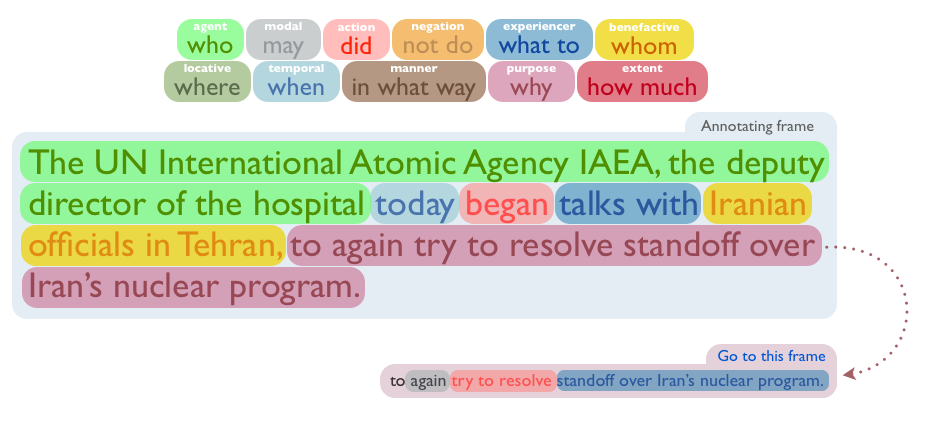 agent modal action negation experiencer benefactive
who may did not do what to whom
locative temporal manner purpose extent
where when in what way why how much
Annotating frame
The UN International Atomic Agency IAEA, the deputy
director of the hospital today began talks with Iranian
officials in Tehran, to again try to resolve standoff over
Iran's nuclear program.
Go to this frame
to again try to resolve standoff over Iran's nuclear program.